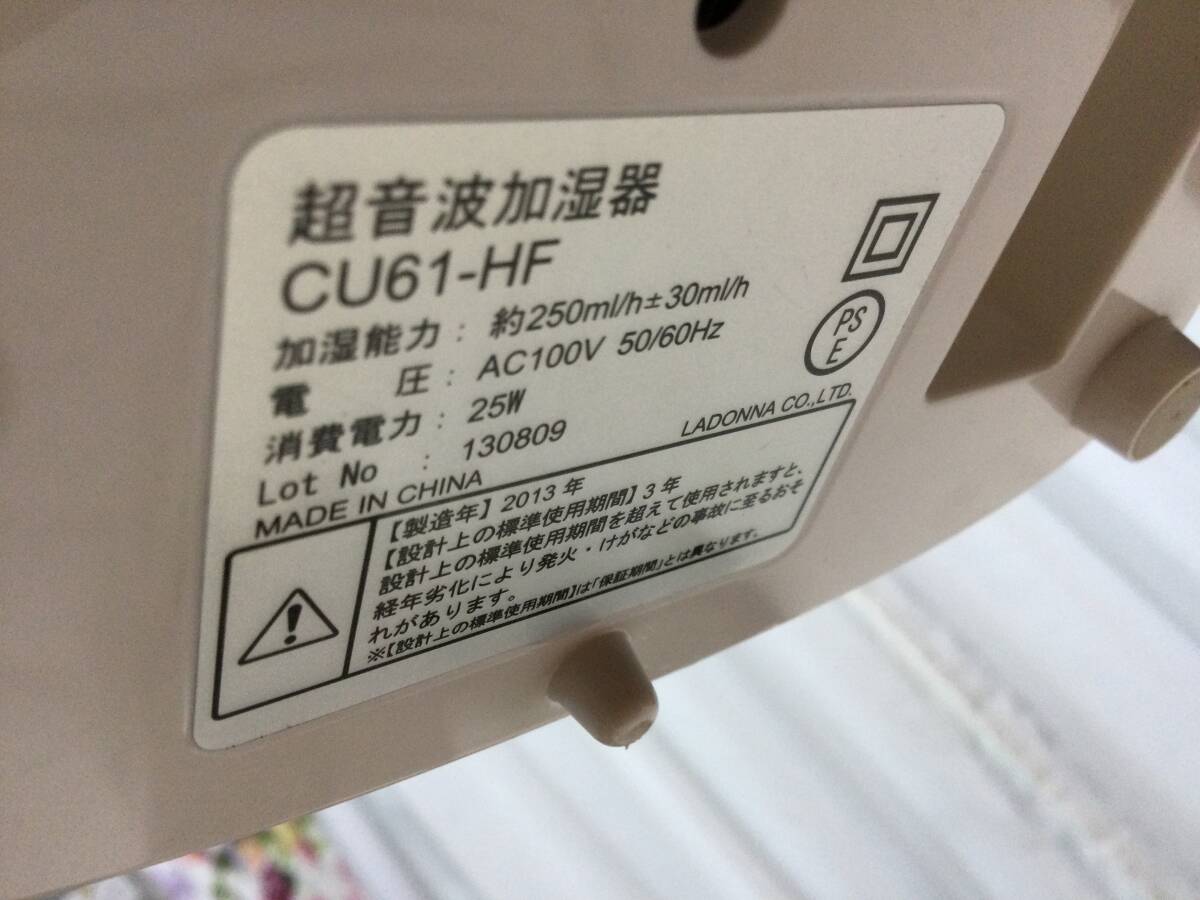 超音波加湿器
CU61-HF
加湿能力： 約250ml/h±30ml/h
電　圧： AC100V 50/60Hz
消費電力： 25W
Lot No ： 130809
MADE IN CHINA
PS
E
LADONNA CO.,LTD.
【製造年】2013年
【設計上の標準使用期間】3年
設計上の標準使用期間を超えて使用されますと、
経年劣化により発火・けがなどの事故に至るおそ
れがあります。
※【設計上の標準使用期間】は「保証期間」とは異なります。